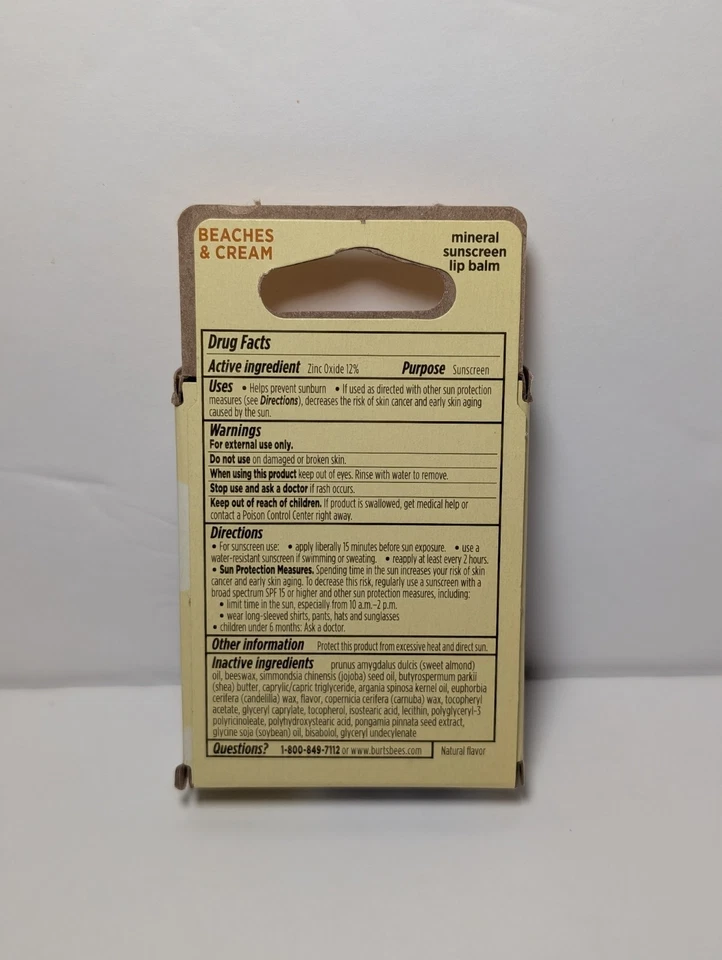 BEACHES
& CREAM
mineral
sunscreen
lip balm
Drug Facts
Active ingredient Zinc Oxide 12% Purpose Sunscreen
Uses • Helps prevent sunburn • If used as directed with other sun protection
measures (see Directions), decreases the risk of skin cancer and early skin aging
caused by the sun.
Warnings
For external use only.
Do not use on damaged or broken skin.
When using this product keep out of eyes. Rinse with water to remove.
Stop use and ask a doctor if rash occurs.
Keep out of reach of children. If product is swallowed, get medical help or
contact a Poison Control Center right away.
Directions
• For sunscreen use: • apply liberally 15 minutes before sun exposure. • use a
water-resistant sunscreen if swimming or sweating. • reapply at least every 2 hours.
• Sun Protection Measures. Spending time in the sun increases your risk of skin
cancer and early skin aging. To decrease this risk, regularly use a sunscreen with a
broad spectrum SPF 15 or higher and other sun protection measures, including:
• limit time in the sun, especially from 10 a.m.–2 p.m.
• wear long-sleeved shirts, pants, hats and sunglasses
• children under 6 months: Ask a doctor.
Other information Protect this product from excessive heat and direct sun.
Inactive ingredients prunus amygdalus dulcis (sweet almond)
oil, beeswax, simmondsia chinensis (jojoba) seed oil, butyrospermum parkii
(shea) butter, caprylic/capric triglyceride, argania spinosa kernel oil, euphorbia
cerifera (candelilla) wax, flavor, copernicia cerifera (carnuba) wax, tocopheryl
acetate, glyceryl caprylate, tocopherol, isostearic acid, lecithin, polyglyceryl-3
polyricinoleate, polyhydroxystearic acid, pongamia pinnata seed extract,
glycine soja (soybean) oil, bisabolol, glyceryl undecylenate
Questions? 1-800-849-7112 or www.burtsbees.com Natural flavor